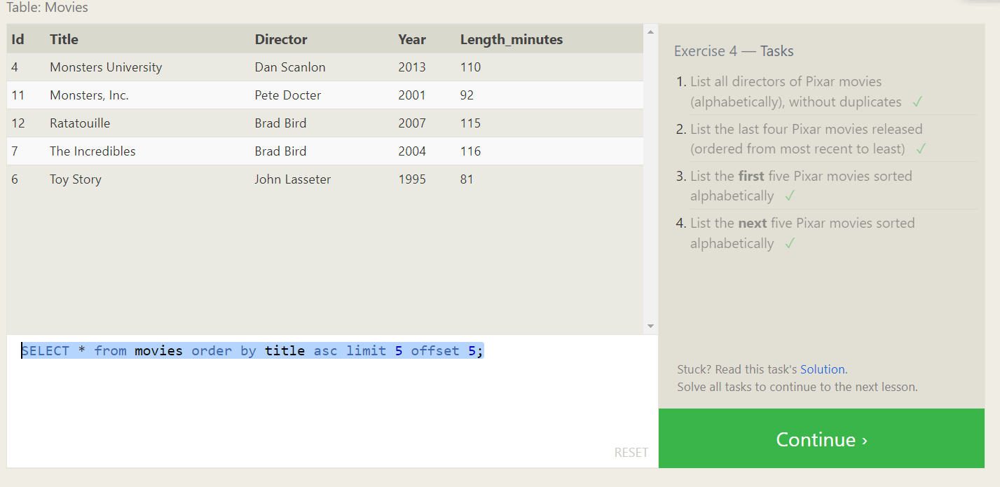 Table: Movies
Id Title Director Year Length_minutes
4 Monsters University Dan Scanlon 2013 110
11 Monsters, Inc. Pete Docter 2001 92
12 Ratatouille Brad Bird 2007 115
7 The Incredibles Brad Bird 2004 116
6 Toy Story John Lasseter 1995 81
SELECT * from movies order by title asc limit 5 offset 5;
RESET
Exercise 4 — Tasks
1. List all directors of Pixar movies
(alphabetically), without duplicates ✓
2. List the last four Pixar movies released
(ordered from most recent to least) ✓
3. List the first five Pixar movies sorted
alphabetically ✓
4. List the next five Pixar movies sorted
alphabetically ✓
Stuck? Read this task's Solution.
Solve all tasks to continue to the next lesson.
Continue ›